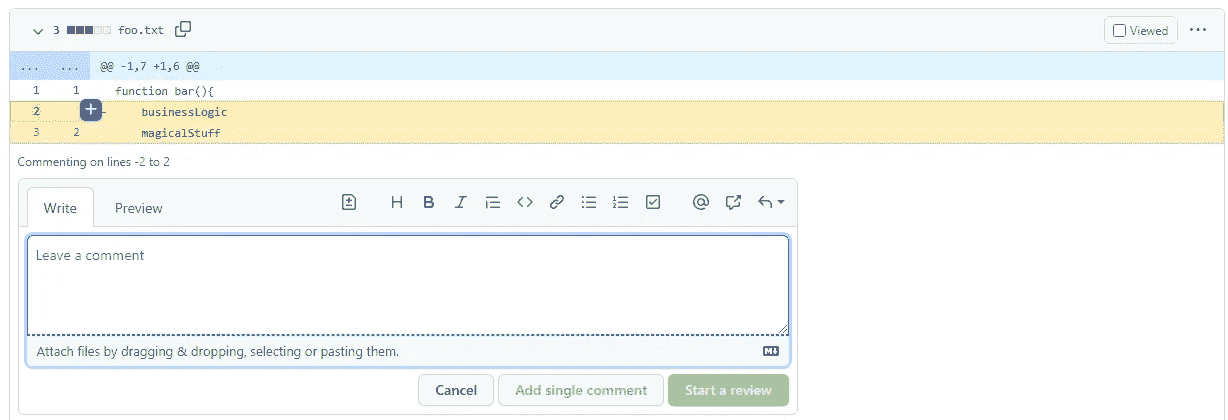 3 foo.txt Viewed ...
... ... @@ -1,7 +1,6 @@
1 1 function bar(){
2 + - businessLogic
3 2 magicalStuff
Commenting on lines -2 to 2
Write Preview H B I
Leave a comment
Attach files by dragging & dropping, selecting or pasting them.
Cancel Add single comment Start a review